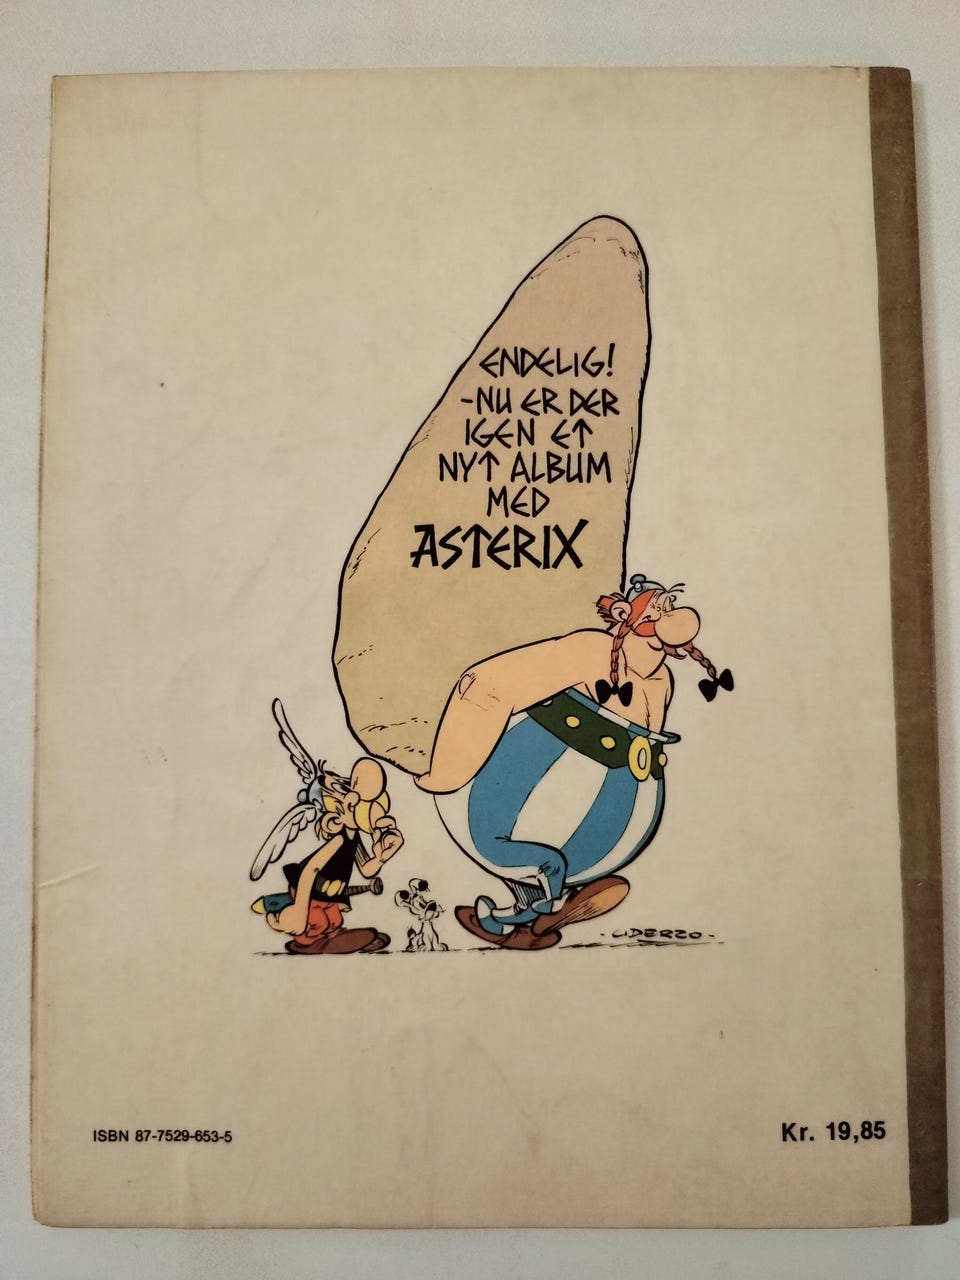 ENDELIG!
-NU ER DER
IGEN ET
NYT ALBUM
MED
ASTERIX
-UDERZO-
ISBN 87-7529-653-5
Kr. 19,85